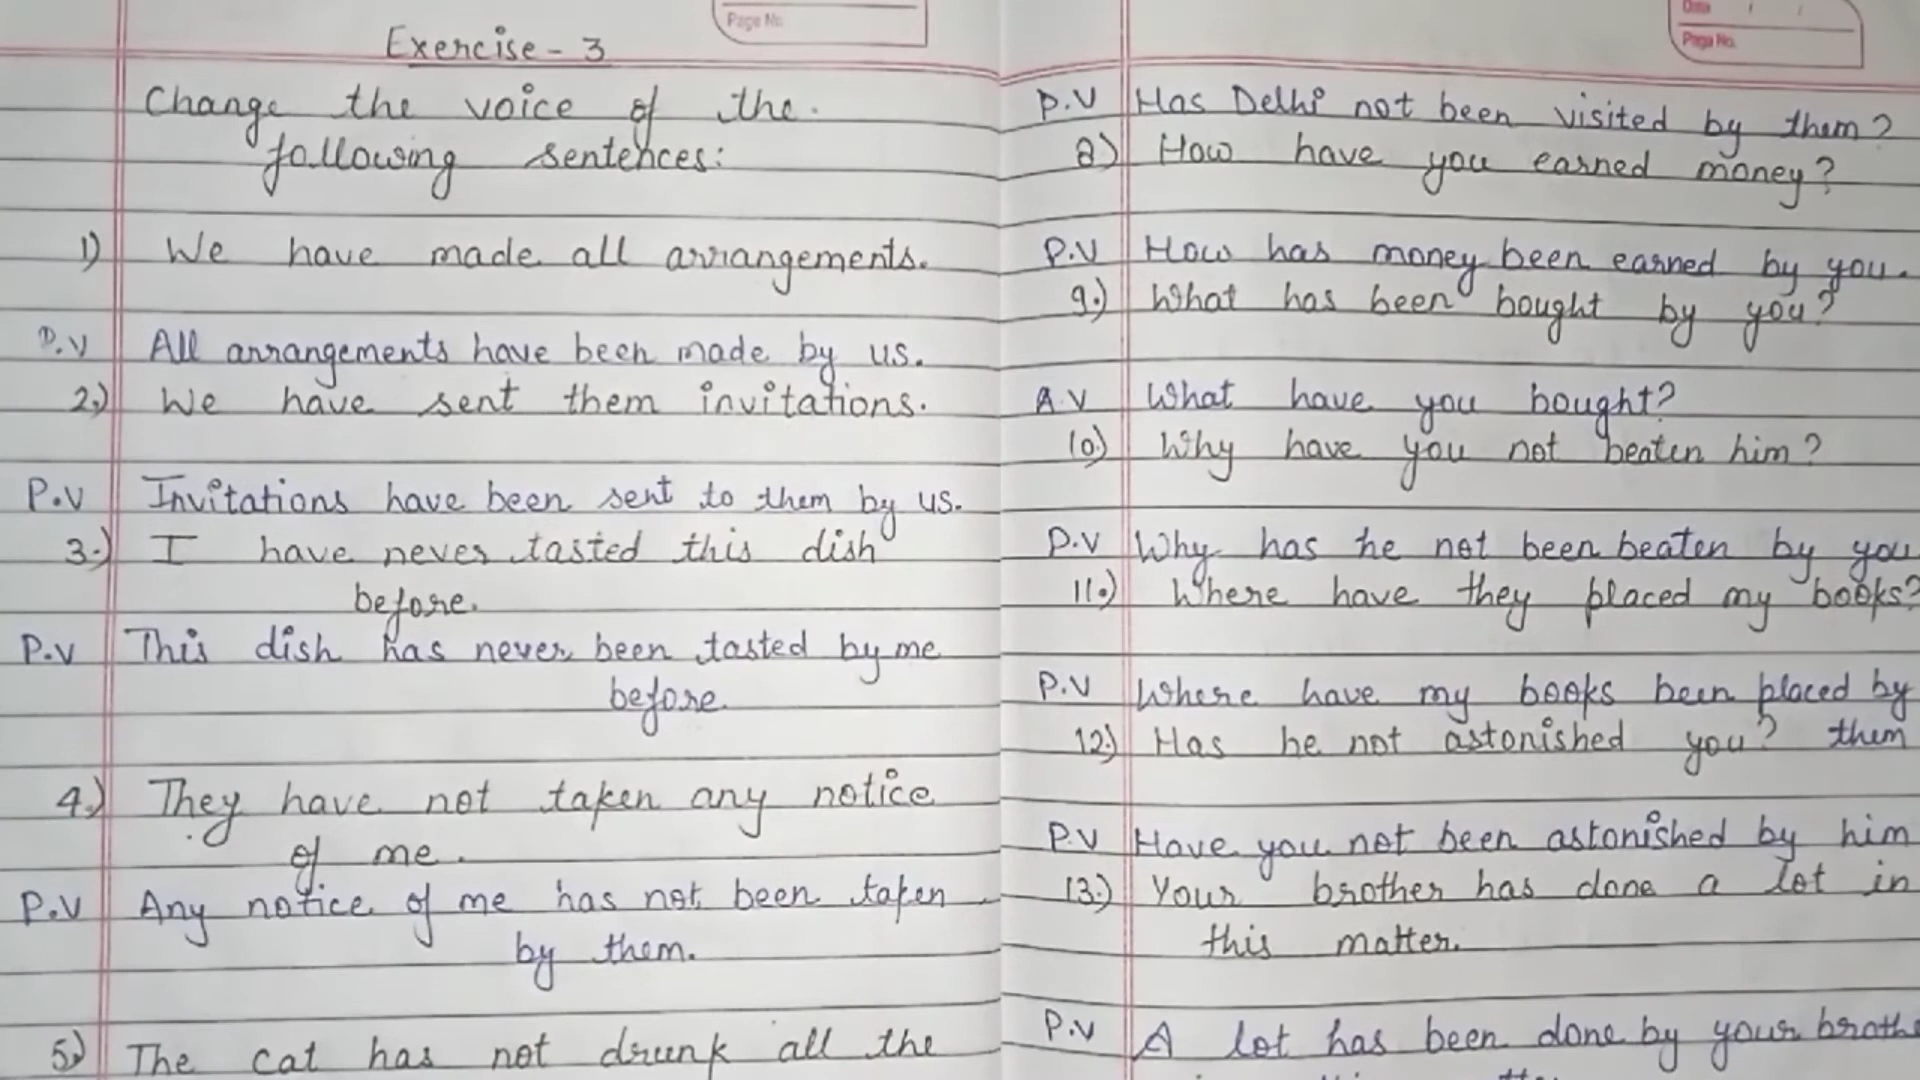 Page No.
Exercise - 3
Change the voice of the
following sentences:
1) We have made all arrangements.
P.V All arrangements have been made by us.
2.) We have sent them invitations.
P.V Invitations have been sent to them by us.
3.) I have never tasted this dish
before.
P.V This dish has never been tasted by me
before.
4.) They have not taken any notice
of me.
P.V Any notice of me has not been taken
by them.
5.) The cat has not drunk all the
Date / /
Page No.
P.V Has Delhi not been visited by them?
8) How have you earned money?
P.V How has money been earned by you.
9.) What has been bought by you?
A.V What have you bought?
10.) Why have you not beaten him?
P.V Why has he not been beaten by you
11.) Where have they placed my books?
P.V Where have my books been placed by
them
12.) Has he not astonished you?
P.V Have you not been astonished by him
13.) Your brother has done a lot in
this matter.
P.V A lot has been done by your brothe